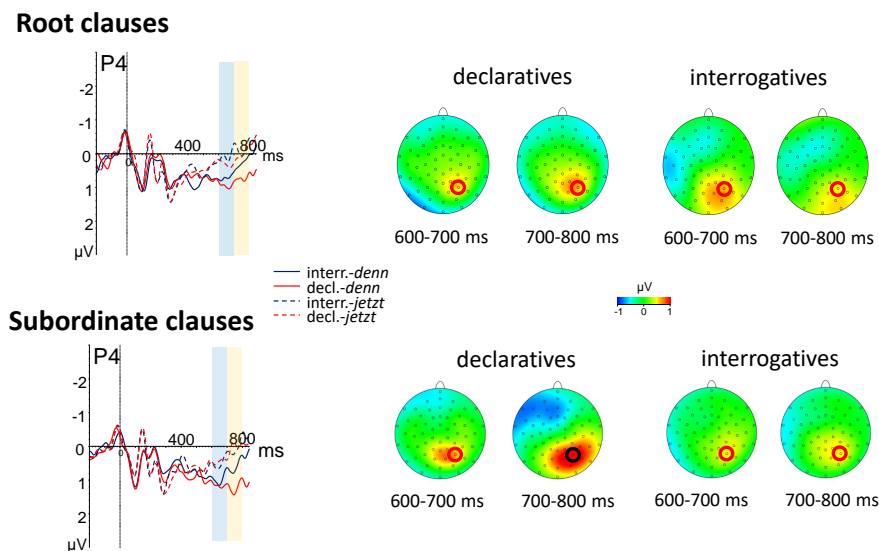 Root clauses
P4
-2
-1
0
1
2
µV
0
400
800
ms
declaratives
interrogatives
600-700 ms
700-800 ms
600-700 ms
700-800 ms
interr.-denn
decl.-denn
interr.-jetzt
decl.-jetzt
µV
-1
0
1
Subordinate clauses
P4
-2
-1
0
1
2
µV
0
400
800
ms
declaratives
interrogatives
600-700 ms
700-800 ms
600-700 ms
700-800 ms